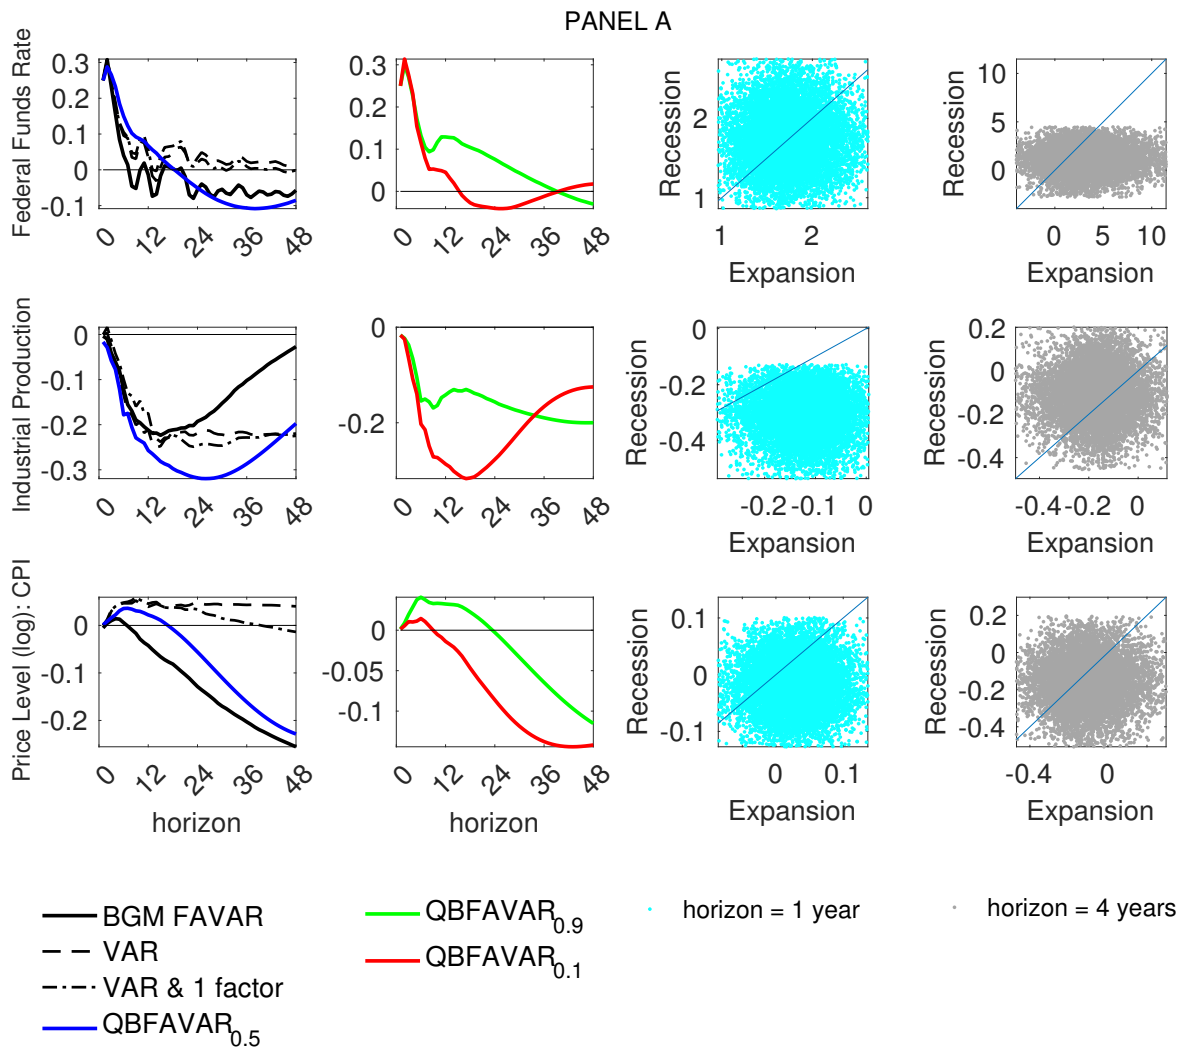 PANEL A
Federal Funds Rate
0.3
0.2
0.1
0
-0.1
0 12 24 36 48
0.3
0.2
0.1
0
0 12 24 36 48
Recession
2
1
1 2
Expansion
Recession
10
5
0
0 5 10
Expansion
Industrial Production
0
-0.1
-0.2
-0.3
0 12 24 36 48
0
-0.2
0 12 24 36 48
Recession
0
-0.2
-0.4
-0.2 -0.1 0
Expansion
Recession
0.2
0
-0.2
-0.4
-0.4 -0.2 0
Expansion
Price Level (log): CPI
0
-0.1
-0.2
0 12 24 36 48
horizon
0
-0.05
-0.1
0 12 24 36 48
horizon
Recession
0.1
0
-0.1
0 0.1
Expansion
Recession
0.2
0
-0.2
-0.4
-0.4 0
Expansion
BGM FAVAR
VAR
VAR & 1 factor
QBFAVAR0.5
QBFAVAR0.9
QBFAVAR0.1
horizon = 1 year
horizon = 4 years